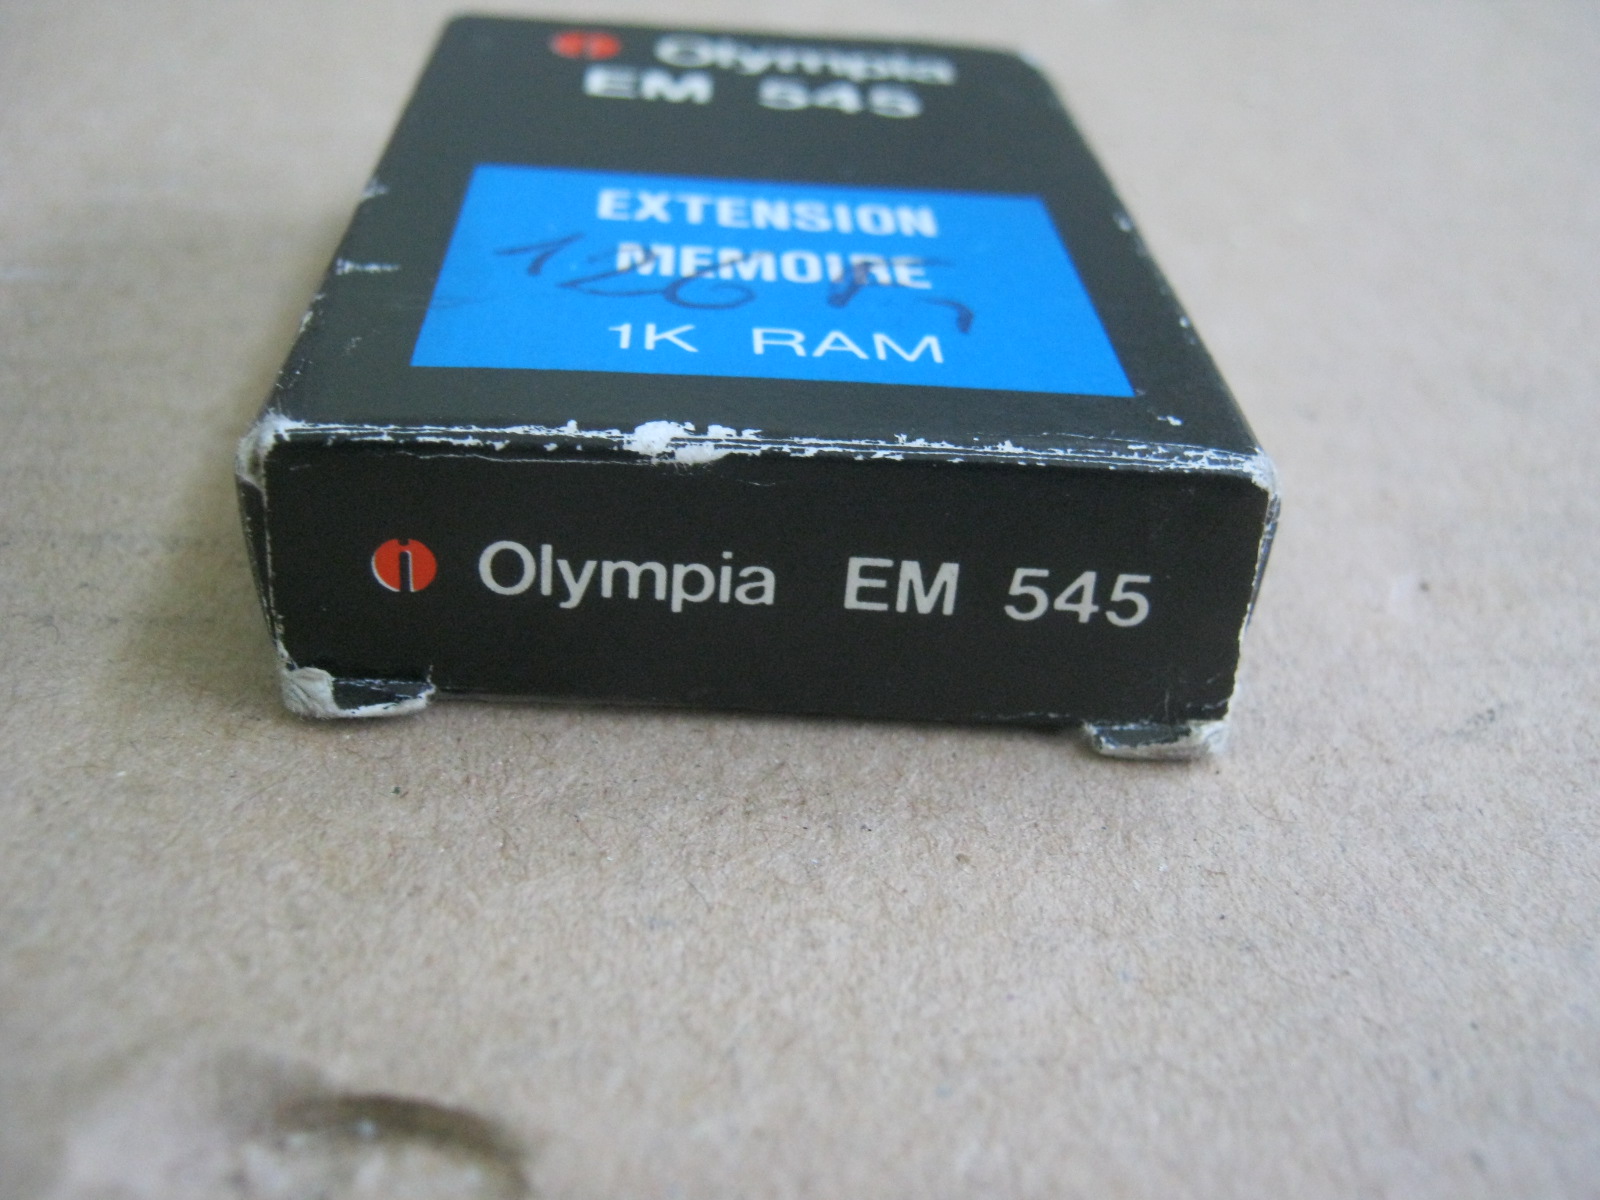 Olympia
EM 545
EXTENSION
MEMOIRE
1K RAM
Olympia EM 545